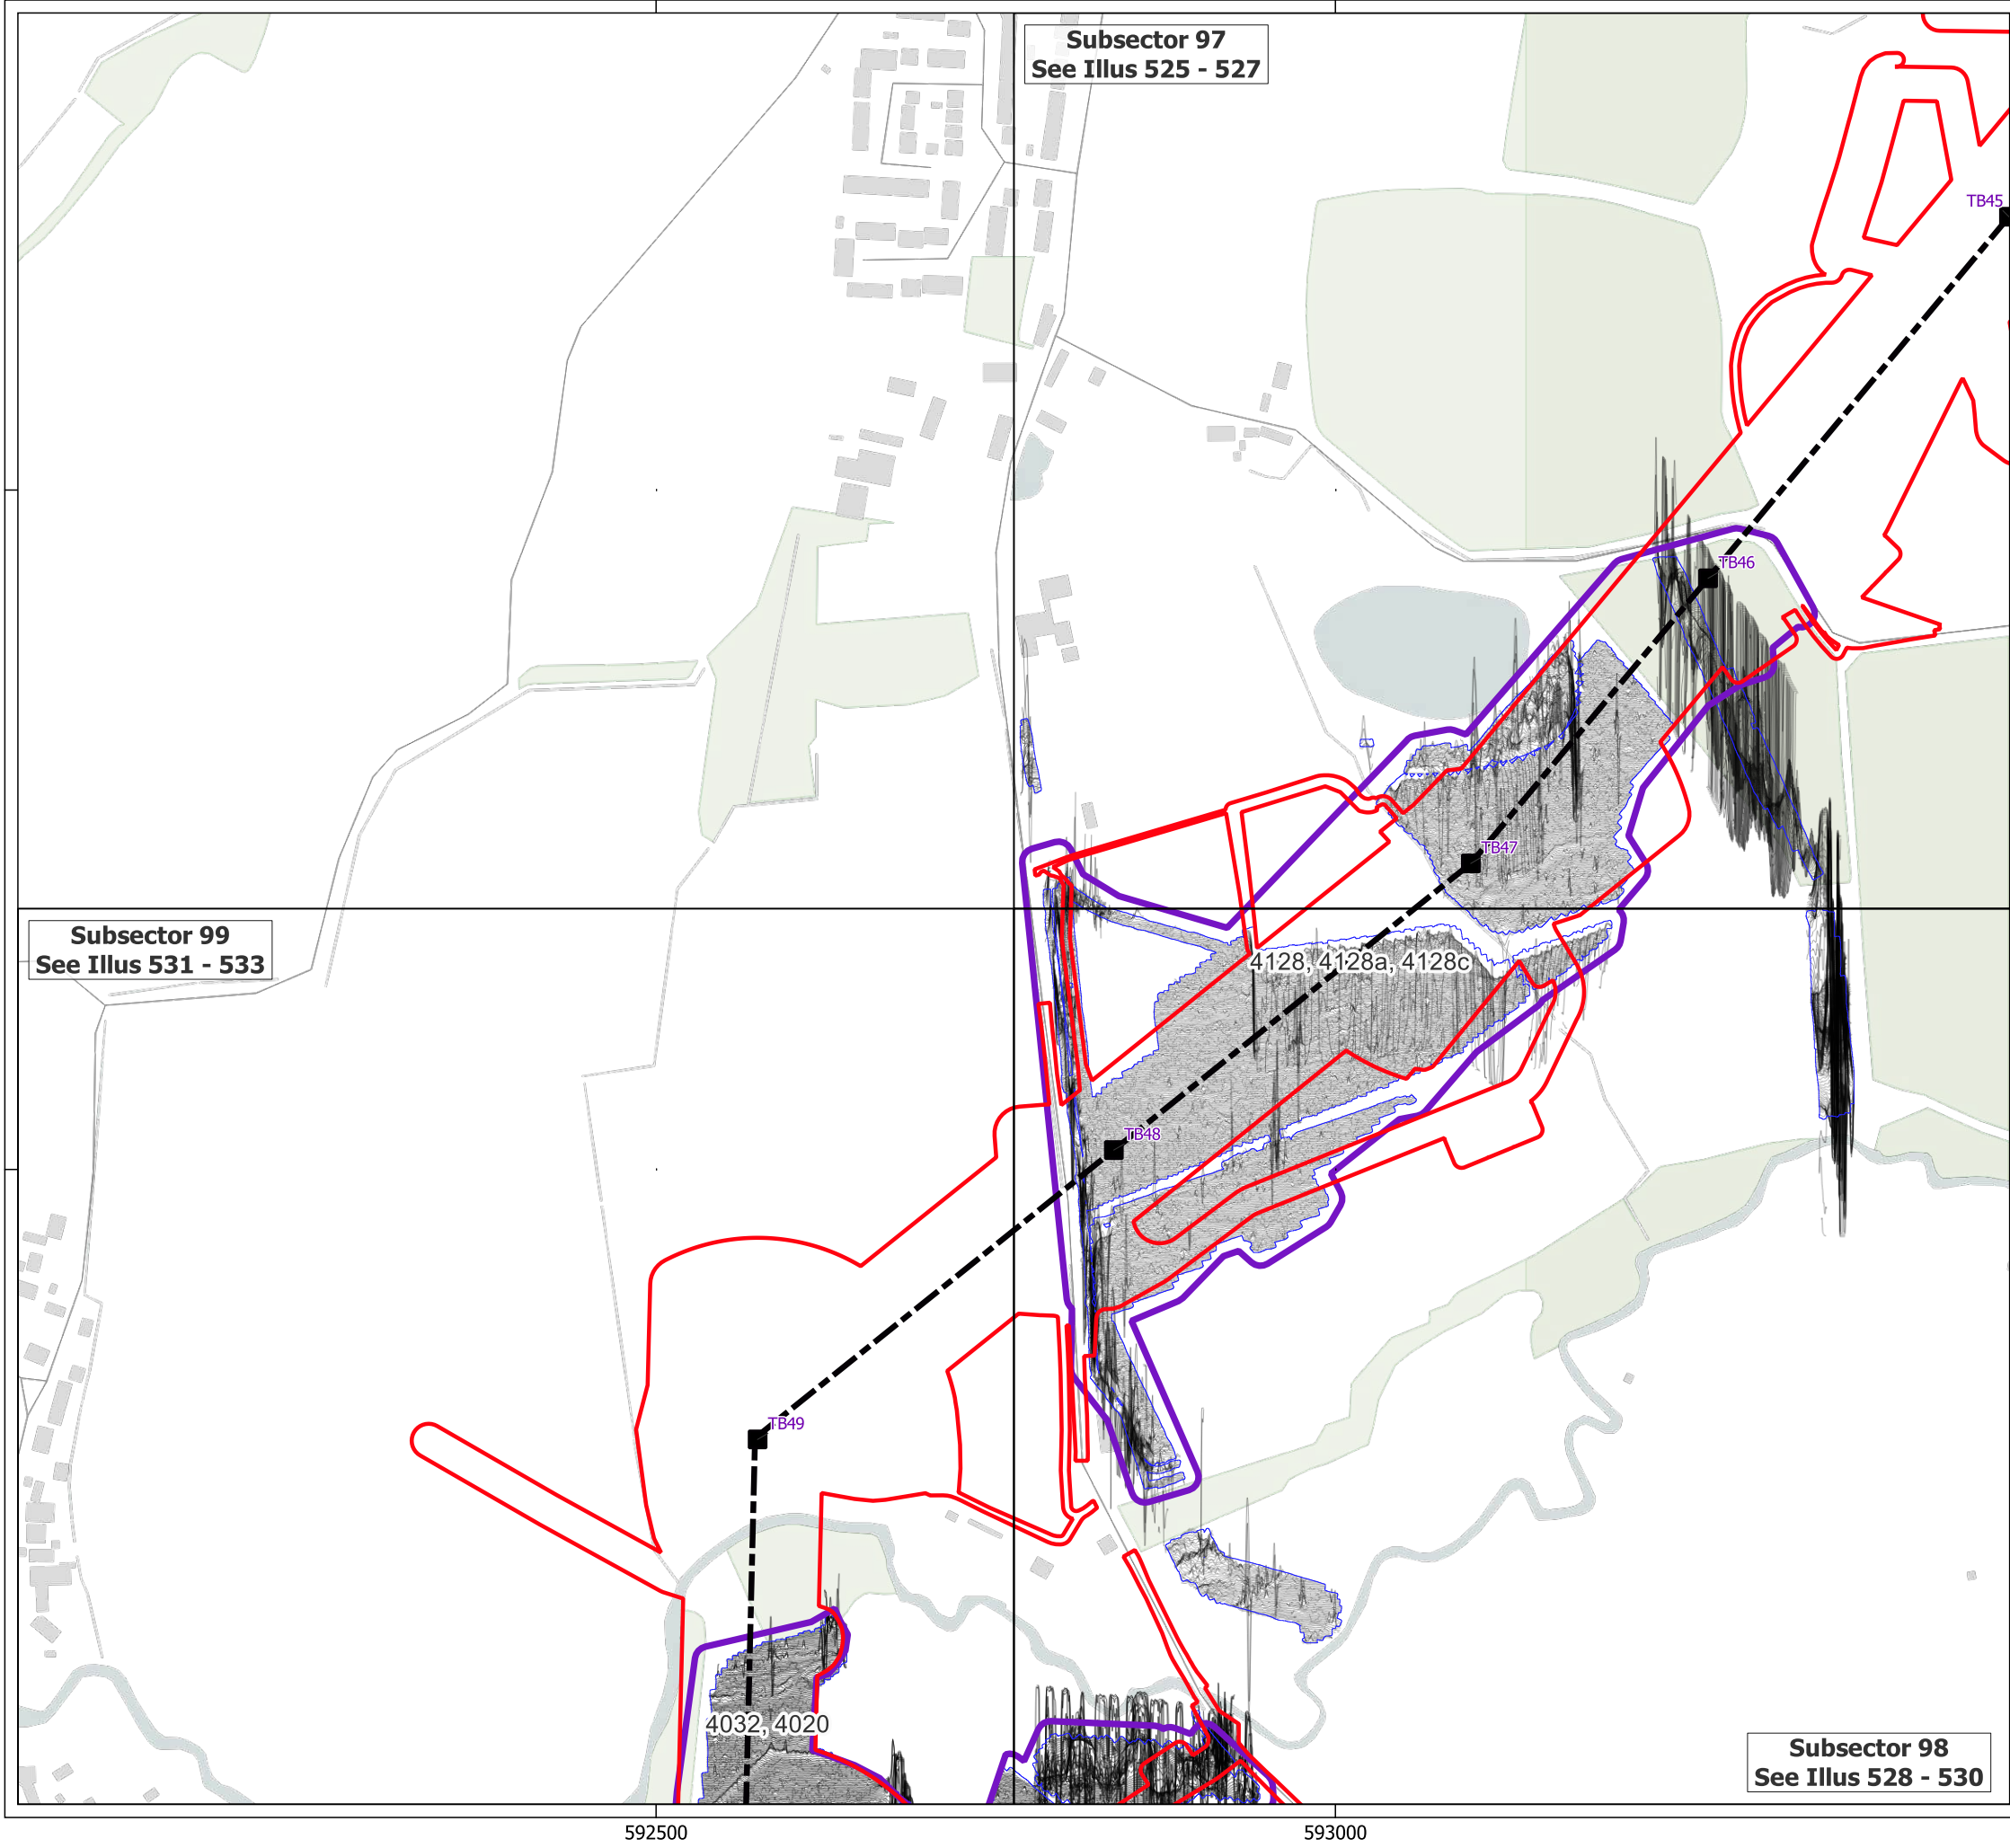 Subsector 97
See Illus 525 - 527
TB45
TB46
TB47
Subsector 99
See Illus 531 - 533
4128, 4128a, 4128c
TB48
TB49
4032, 4020
Subsector 98
See Illus 528 - 530
592500
593000